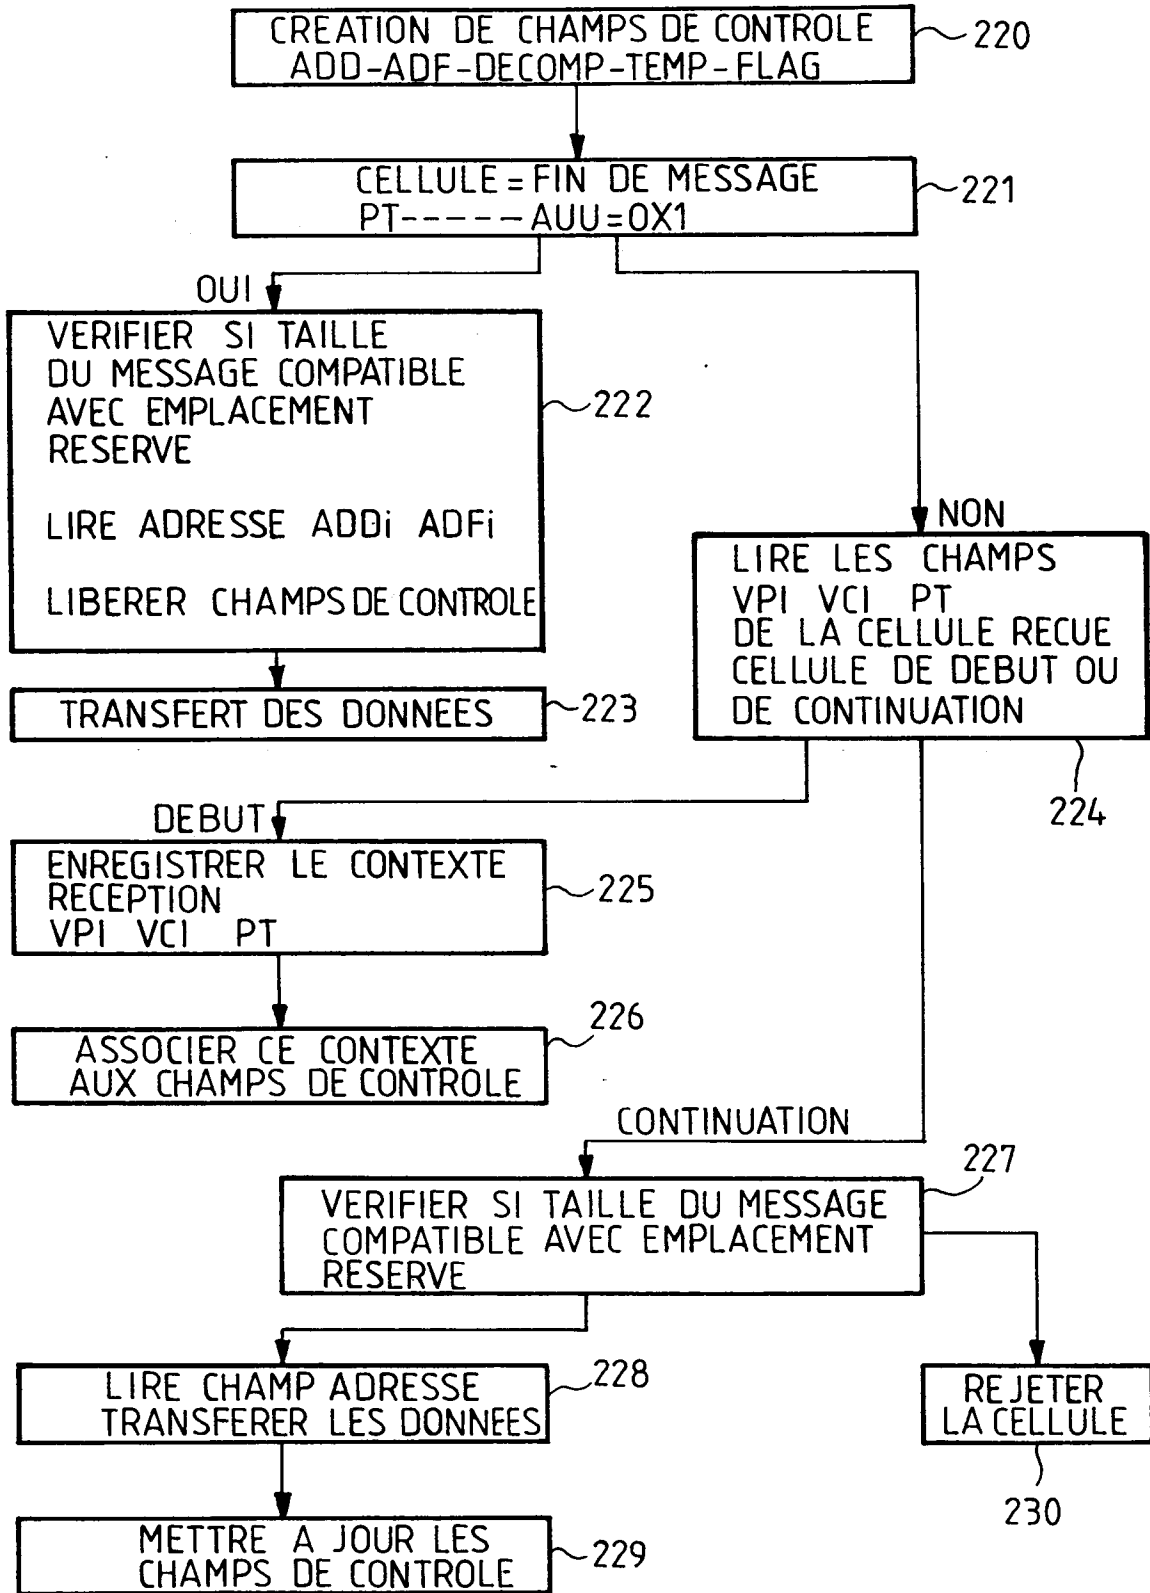 CREATION DE CHAMPS DE CONTROLE
ADD-ADF-DECOMP-TEMP-FLAG
220
CELLULE = FIN DE MESSAGE
PT-----AUU=0X1
221
OUI
VERIFIER SI TAILLE
DU MESSAGE COMPATIBLE
AVEC EMPLACEMENT
RESERVE
LIRE ADRESSE ADDi ADFi
LIBERER CHAMPS DE CONTROLE
222
TRANSFERT DES DONNEES
223
NON
LIRE LES CHAMPS
VPI VCI PT
DE LA CELLULE RECUE
CELLULE DE DEBUT OU
DE CONTINUATION
224
DEBUT
ENREGISTRER LE CONTEXTE
RECEPTION
VPI VCI PT
225
ASSOCIER CE CONTEXTE
AUX CHAMPS DE CONTROLE
226
CONTINUATION
227
VERIFIER SI TAILLE DU MESSAGE
COMPATIBLE AVEC EMPLACEMENT
RESERVE
LIRE CHAMP ADRESSE
TRANSFERER LES DONNEES
228
REJETER
LA CELLULE
230
METTRE A JOUR LES
CHAMPS DE CONTROLE
229